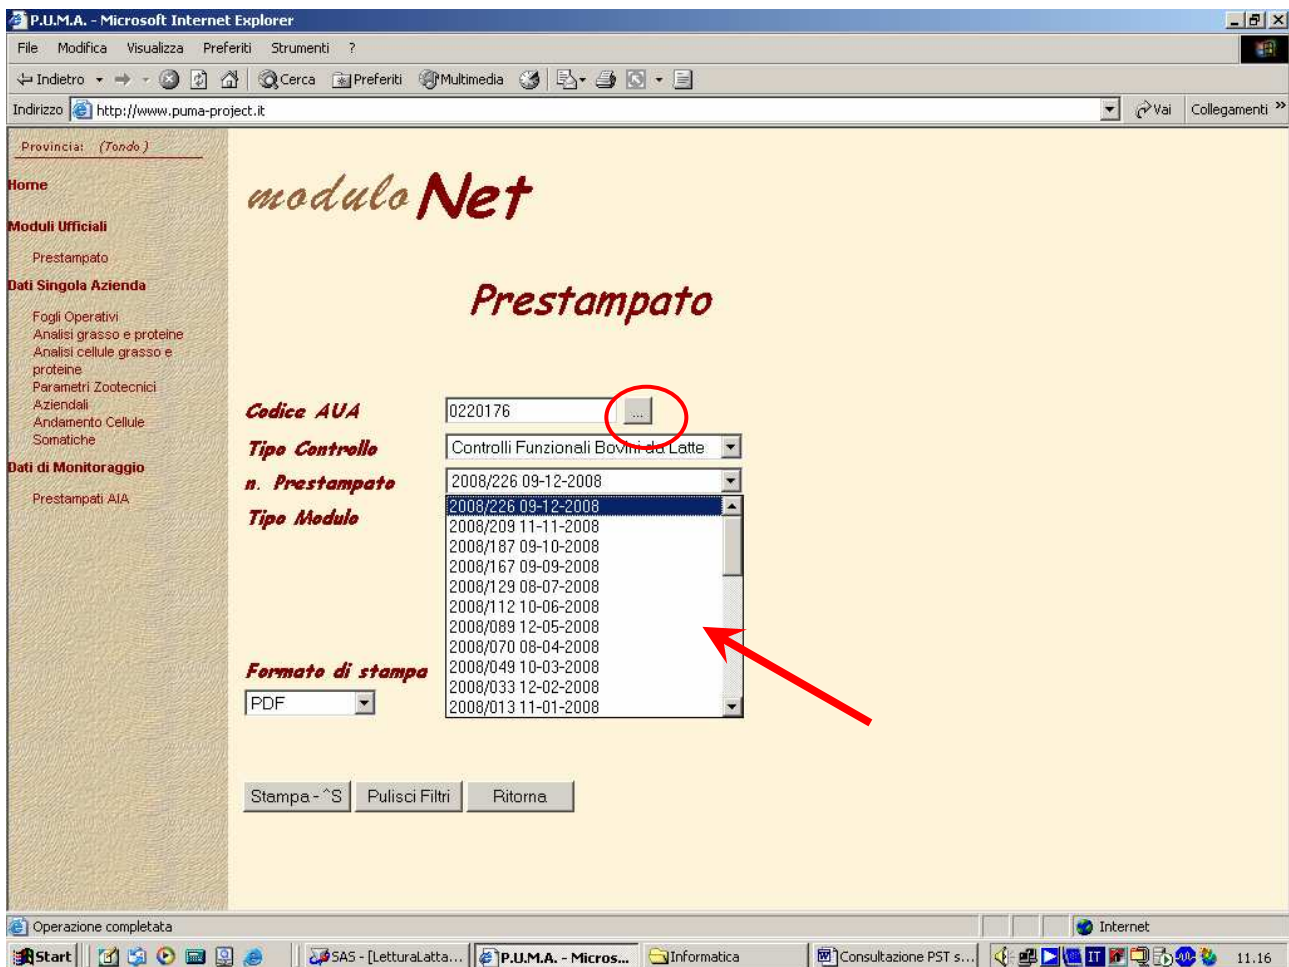 P.U.M.A. - Microsoft Internet Explorer
File Modifica Visualizza Preferiti Strumenti ?
Indietro Cerca Preferiti Multimedia
Indirizzo http://www.puma-project.it Vai Collegamenti »
Provincia: (Tondo )
Home
Moduli Ufficiali
Prestampato
Dati Singola Azienda
Fogli Operativi
Analisi grasso e proteine
Analisi cellule grasso e
proteine
Parametri Zootecnici
Aziendali
Andamento Cellule
Somatiche
Dati di Monitoraggio
Prestampati AIA
modulo Net
Prestampato
Codice AUA 0220176 ...
Tipo Controllo Controlli Funzionali Bovini da Latte
n. Prestampato 2008/226 09-12-2008
Tipo Modulo
2008/226 09-12-2008
2008/209 11-11-2008
2008/187 09-10-2008
2008/167 09-09-2008
2008/129 08-07-2008
2008/112 10-06-2008
2008/089 12-05-2008
2008/070 08-04-2008
2008/049 10-03-2008
2008/033 12-02-2008
2008/013 11-01-2008
Formato di stampa
PDF
Stampa - ^S Pulisci Filtri Ritorna
Operazione completata Internet
Start SAS - [LetturaLatta... P.U.M.A. - Micros... Informatica Consultazione PST s... IT 11.16